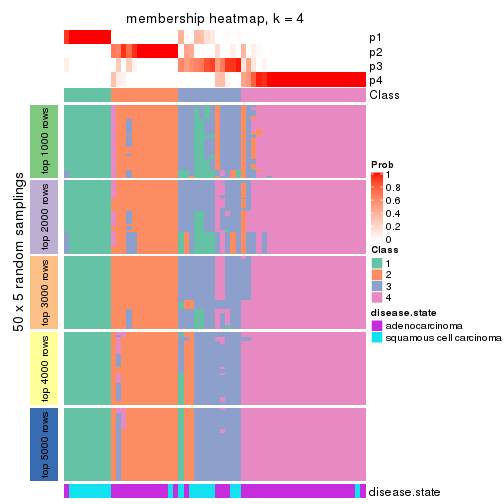 membership heatmap, k = 4
p1
p2
p3
p4
Class
50 x 5 random samplings
top 1000 rows
top 2000 rows
top 3000 rows
top 4000 rows
top 5000 rows
disease.state
Prob
1
0.8
0.6
0.4
0.2
0
Class
1
2
3
4
disease.state
adenocarcinoma
squamous cell carcinoma